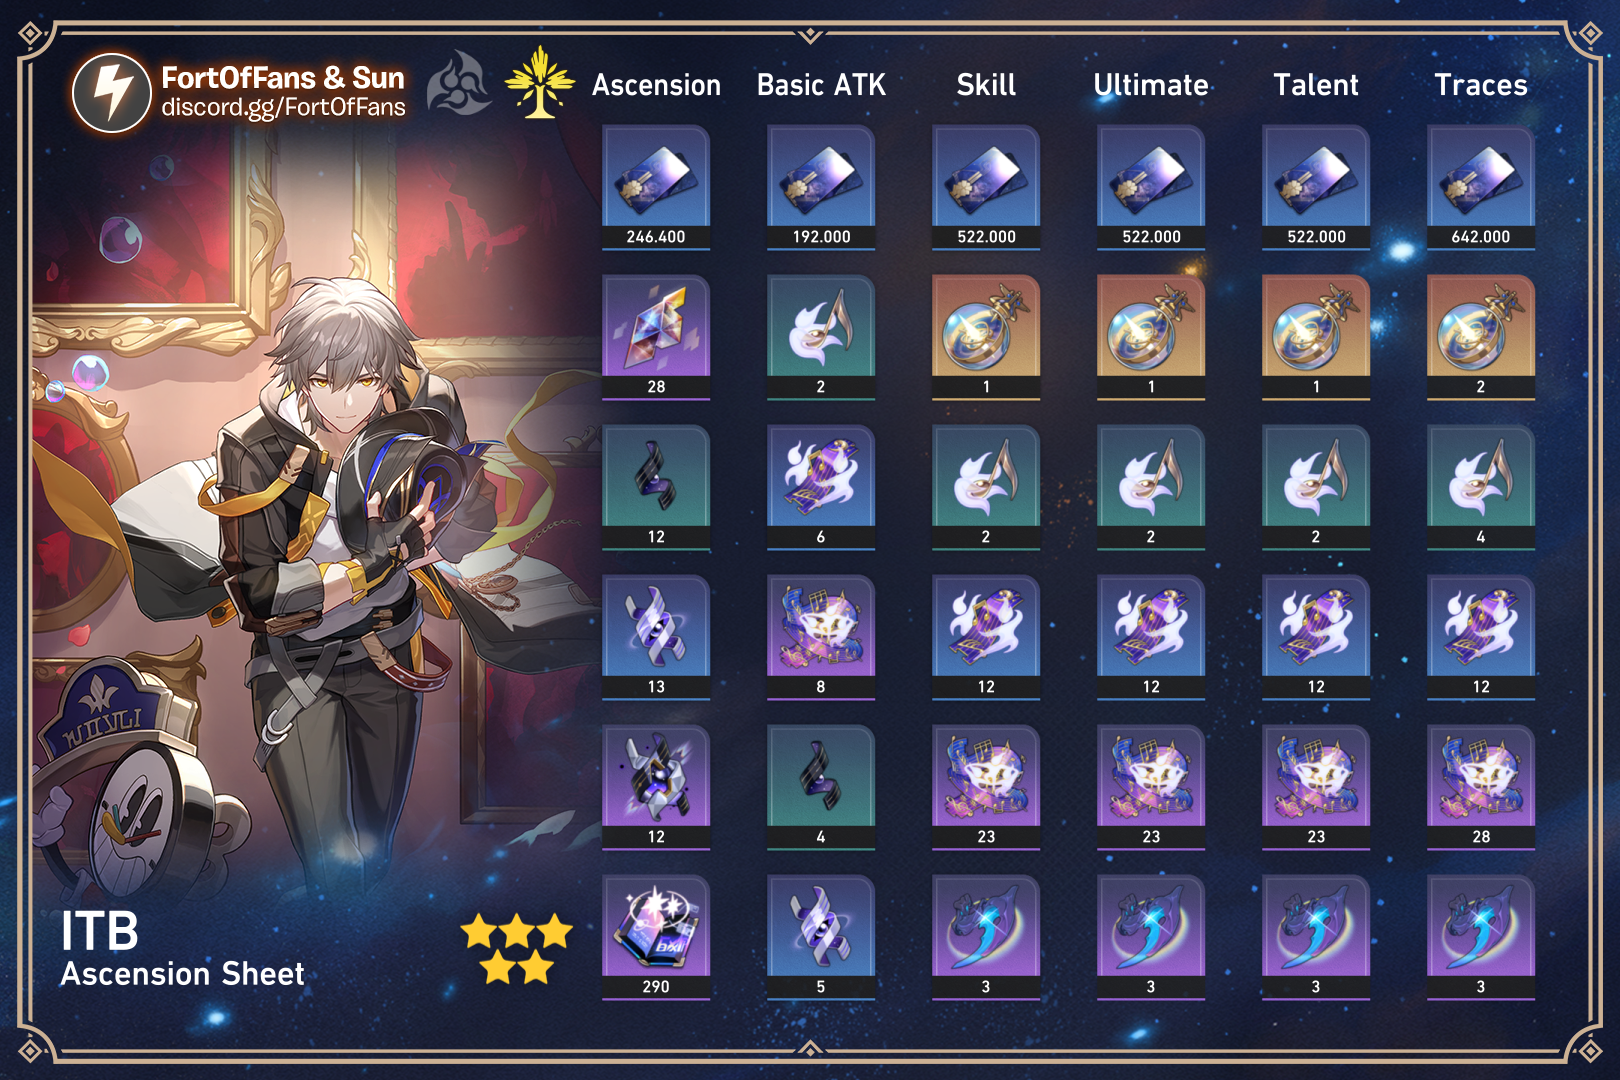 FortOfFans & Sun
discord.gg/FortOfFans
Ascension Basic ATK Skill Ultimate Talent Traces
246.400 192.000 522.000 522.000 522.000 642.000
28 2 1 1 1 2
12 6 2 2 2 4
13 8 12 12 12 12
12 4 23 23 23 28
290 5 3 3 3 3
ITB
Ascension Sheet